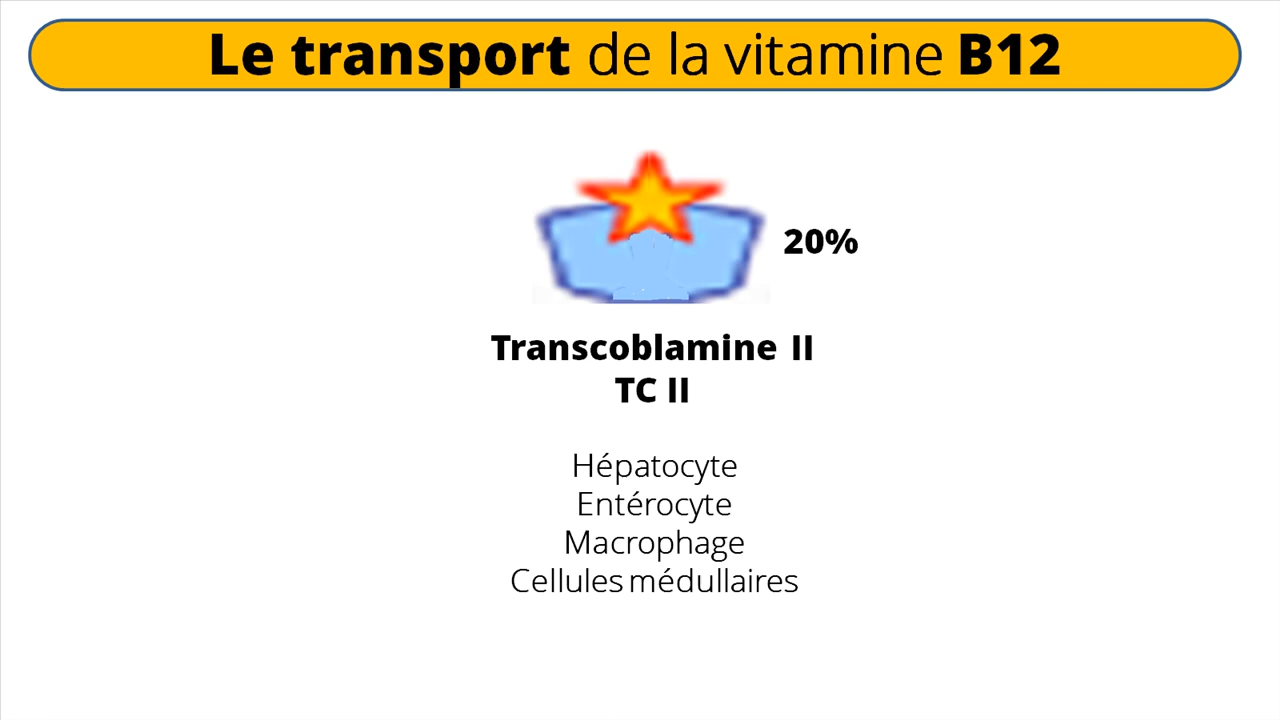 Le transport de la vitamine B12
20%
Transcoblamine II
TC II
Hépatocyte
Entérocyte
Macrophage
Cellules médullaires